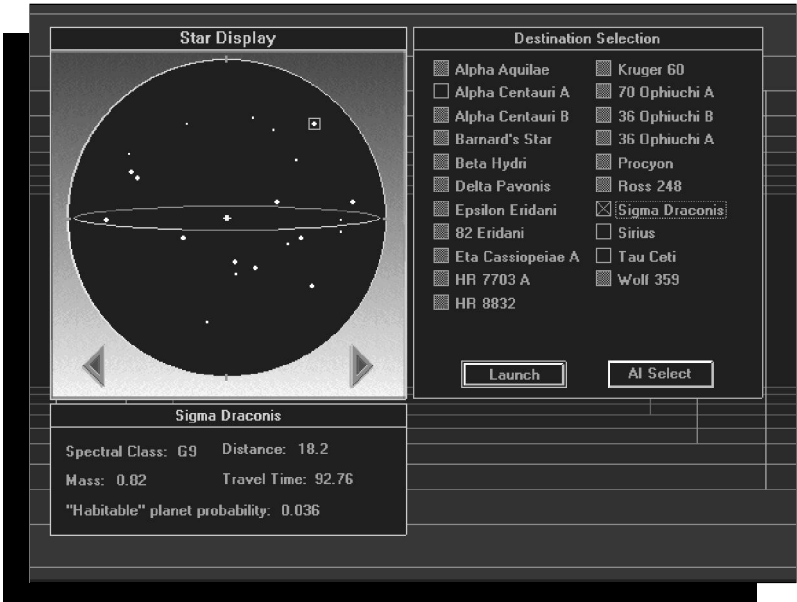 Star Display
Destination Selection
Alpha Aquilae
Alpha Centauri A
Alpha Centauri B
Barnard's Star
Beta Hydri
Delta Pavonis
Epsilon Eridani
82 Eridani
Eta Cassiopeiae A
HR 7703 A
HR 8832
Kruger 60
70 Ophiuchi A
36 Ophiuchi B
36 Ophiuchi A
Procyon
Ross 248
Sigma Draconis
Sirius
Tau Ceti
Wolf 359
Launch
AI Select
Sigma Draconis
Spectral Class: G9
Distance: 18.2
Mass: 0.82
Travel Time: 92.76
"Habitable" planet probability: 0.036